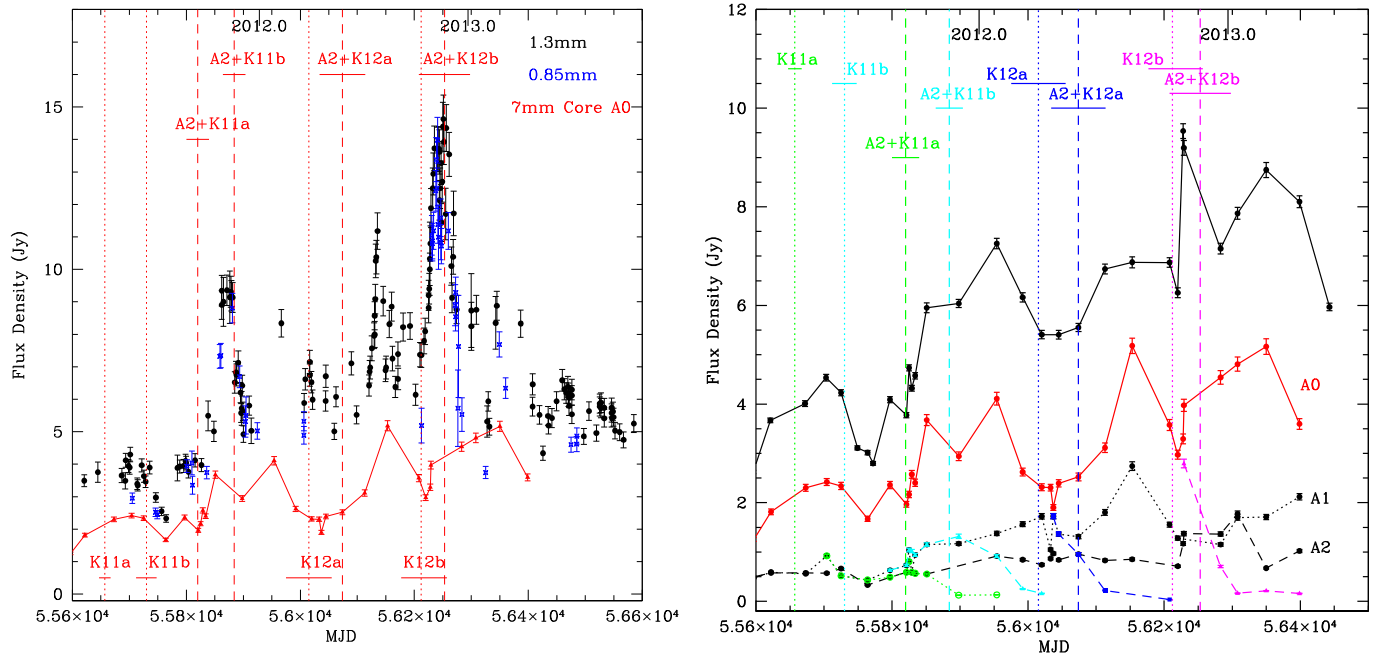 2012.0 2013.0
1.3mm
A2+K11b A2+K12a A2+K12b
0.85mm
7mm Core A0
A2+K11a
K11a K11b K12a K12b
15
10
5
0
Flux Density (Jy)
5.56×10⁴ 5.58×10⁴ 5.6×10⁴ 5.62×10⁴ 5.64×10⁴ 5.66×10⁴
MJD
2012.0 2013.0
K11a
K11b
K12a
K12b
A2+K11b
A2+K12a
A2+K12b
A2+K11a
A0
A1
A2
12
10
8
6
4
2
0
Flux Density (Jy)
5.56×10⁴ 5.58×10⁴ 5.6×10⁴ 5.62×10⁴ 5.64×10⁴
MJD